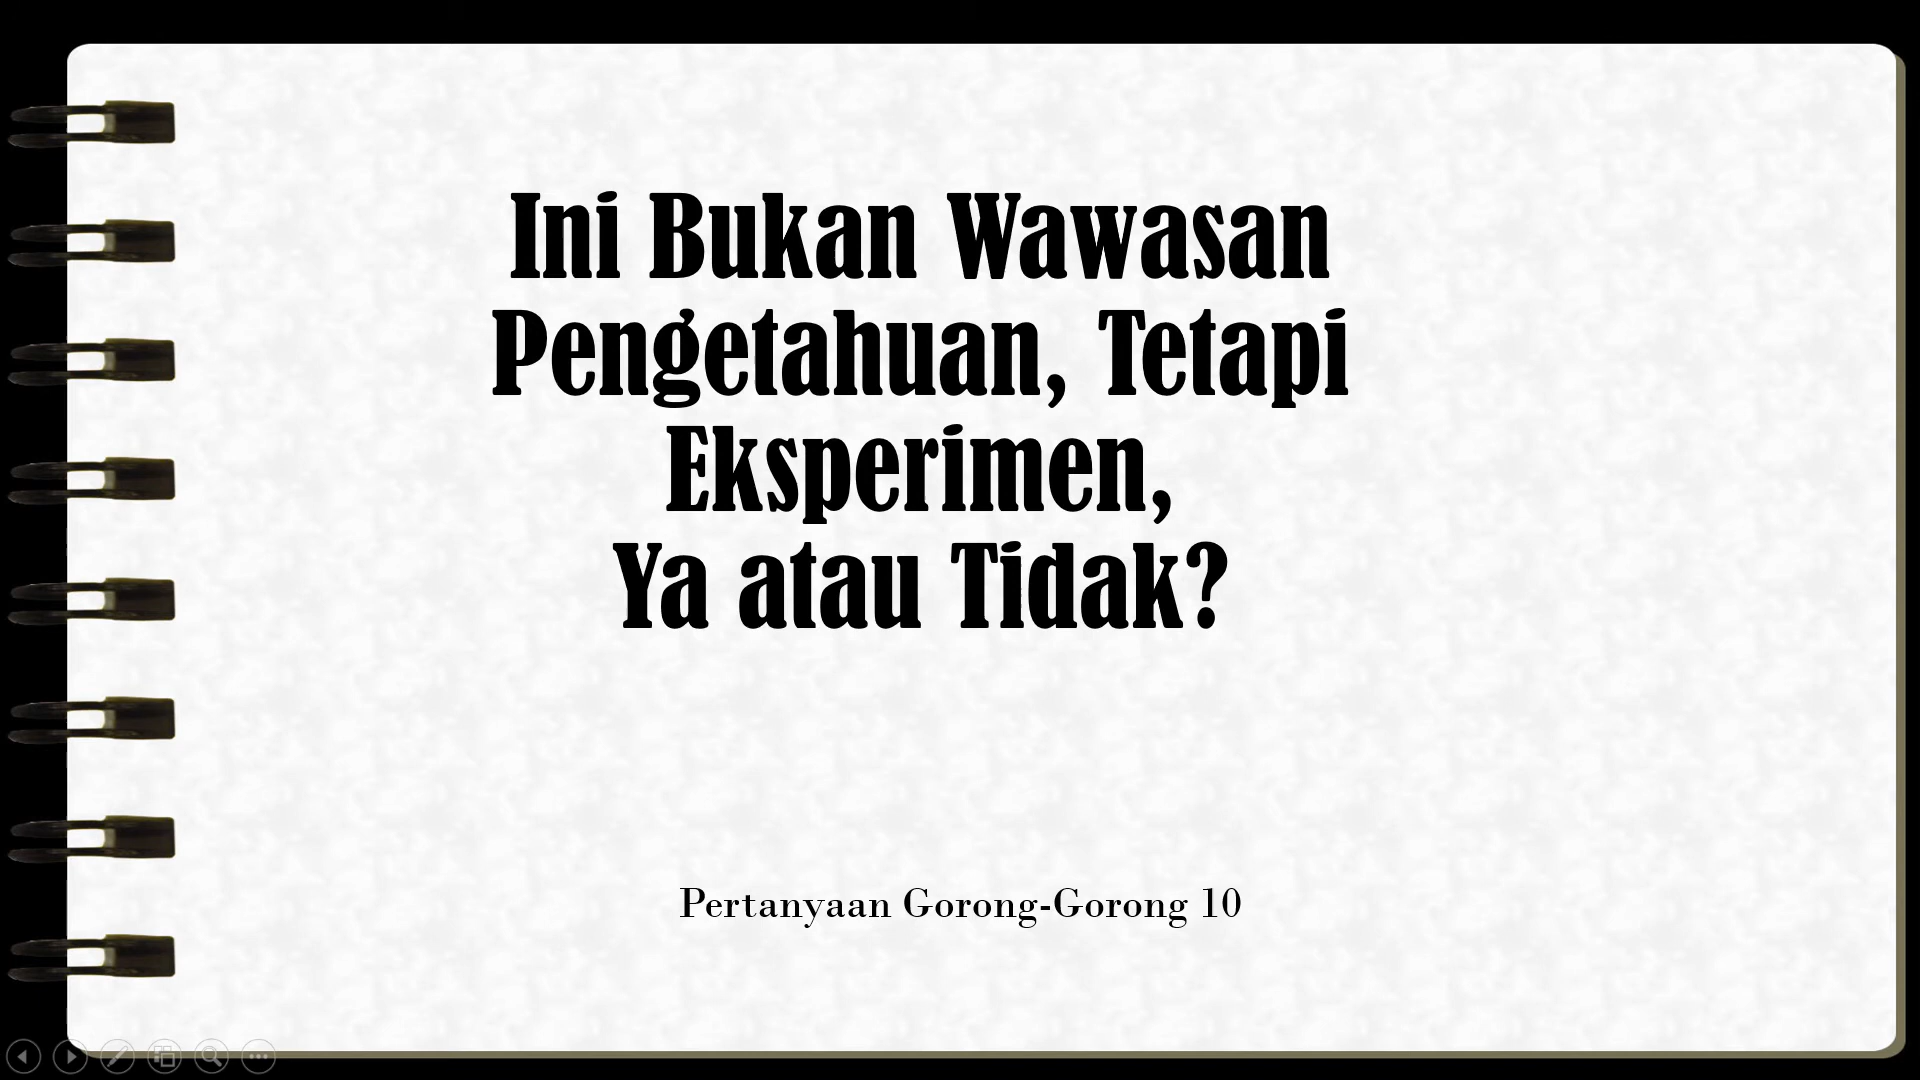 Ini Bukan Wawasan
Pengetahuan, Tetapi
Eksperimen,
Ya atau Tidak?
Pertanyaan Gorong-Gorong 10